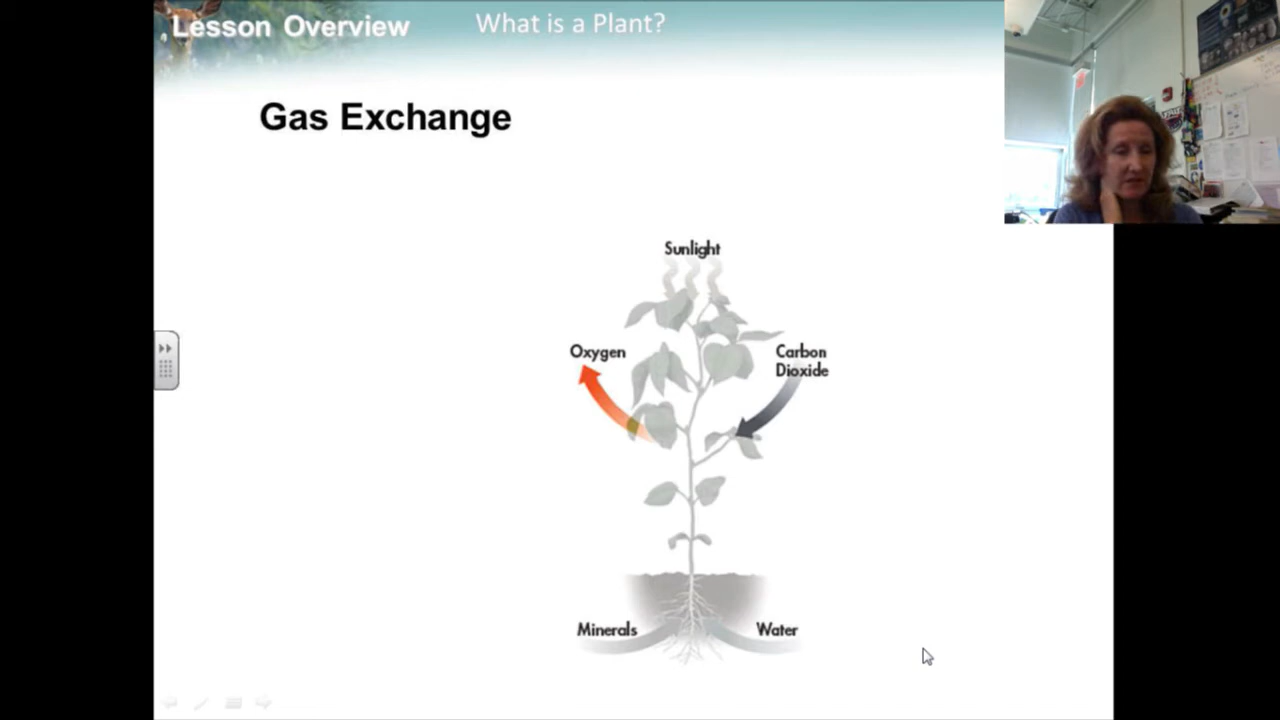 Lesson Overview
What is a Plant?
Gas Exchange
Sunlight
Oxygen
Carbon
Dioxide
Minerals
Water